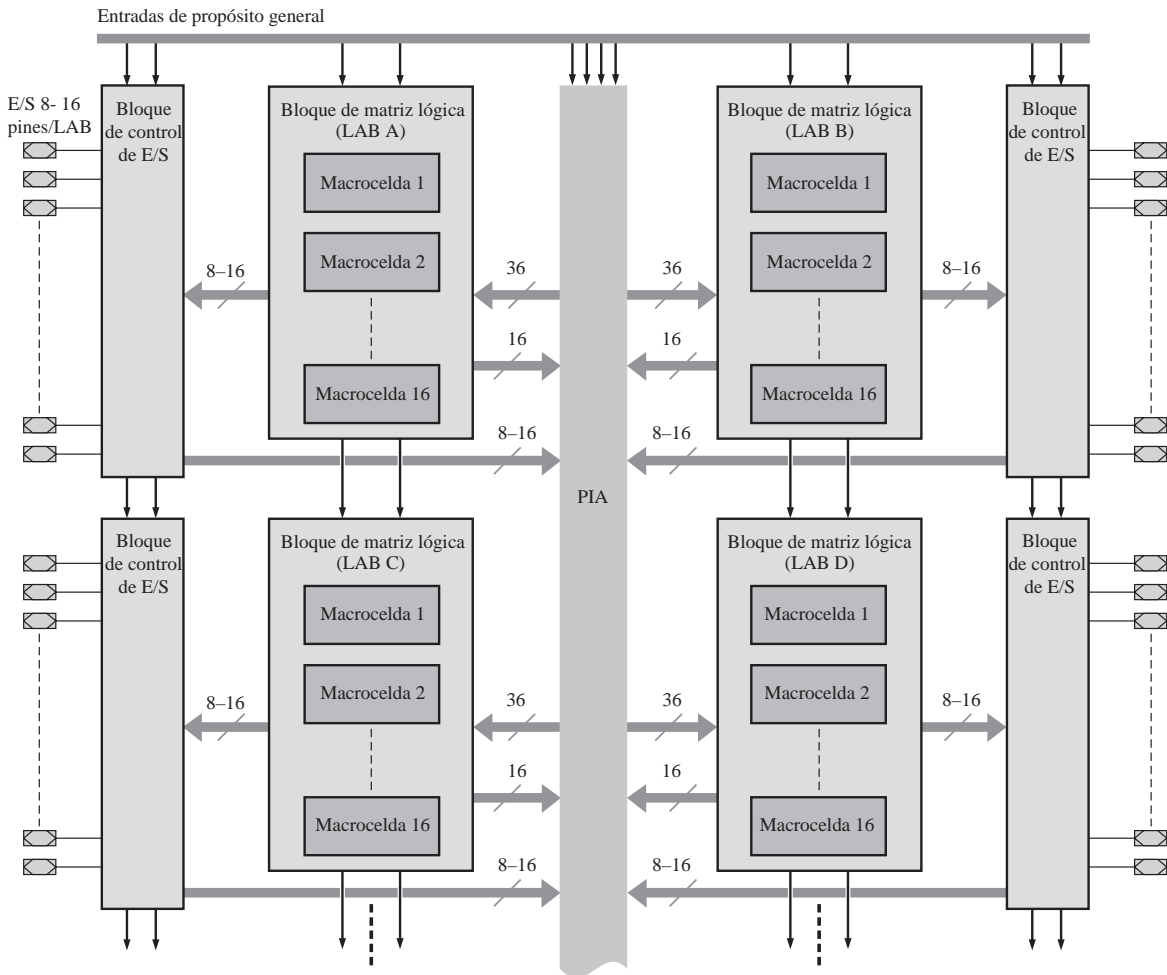 Entradas de propósito general
E/S 8- 16
pines/LAB
Bloque
de control
de E/S
Bloque de matriz lógica
(LAB A)
Macrocelda 1
Macrocelda 2
Macrocelda 16
Bloque de matriz lógica
(LAB B)
Macrocelda 1
Macrocelda 2
Macrocelda 16
Bloque
de control
de E/S
8–16
36
36
8–16
16
16
8–16
8–16
PIA
Bloque
de control
de E/S
Bloque de matriz lógica
(LAB C)
Macrocelda 1
Macrocelda 2
Macrocelda 16
Bloque de matriz lógica
(LAB D)
Macrocelda 1
Macrocelda 2
Macrocelda 16
Bloque
de control
de E/S
8–16
36
36
8–16
16
16
8–16
8–16